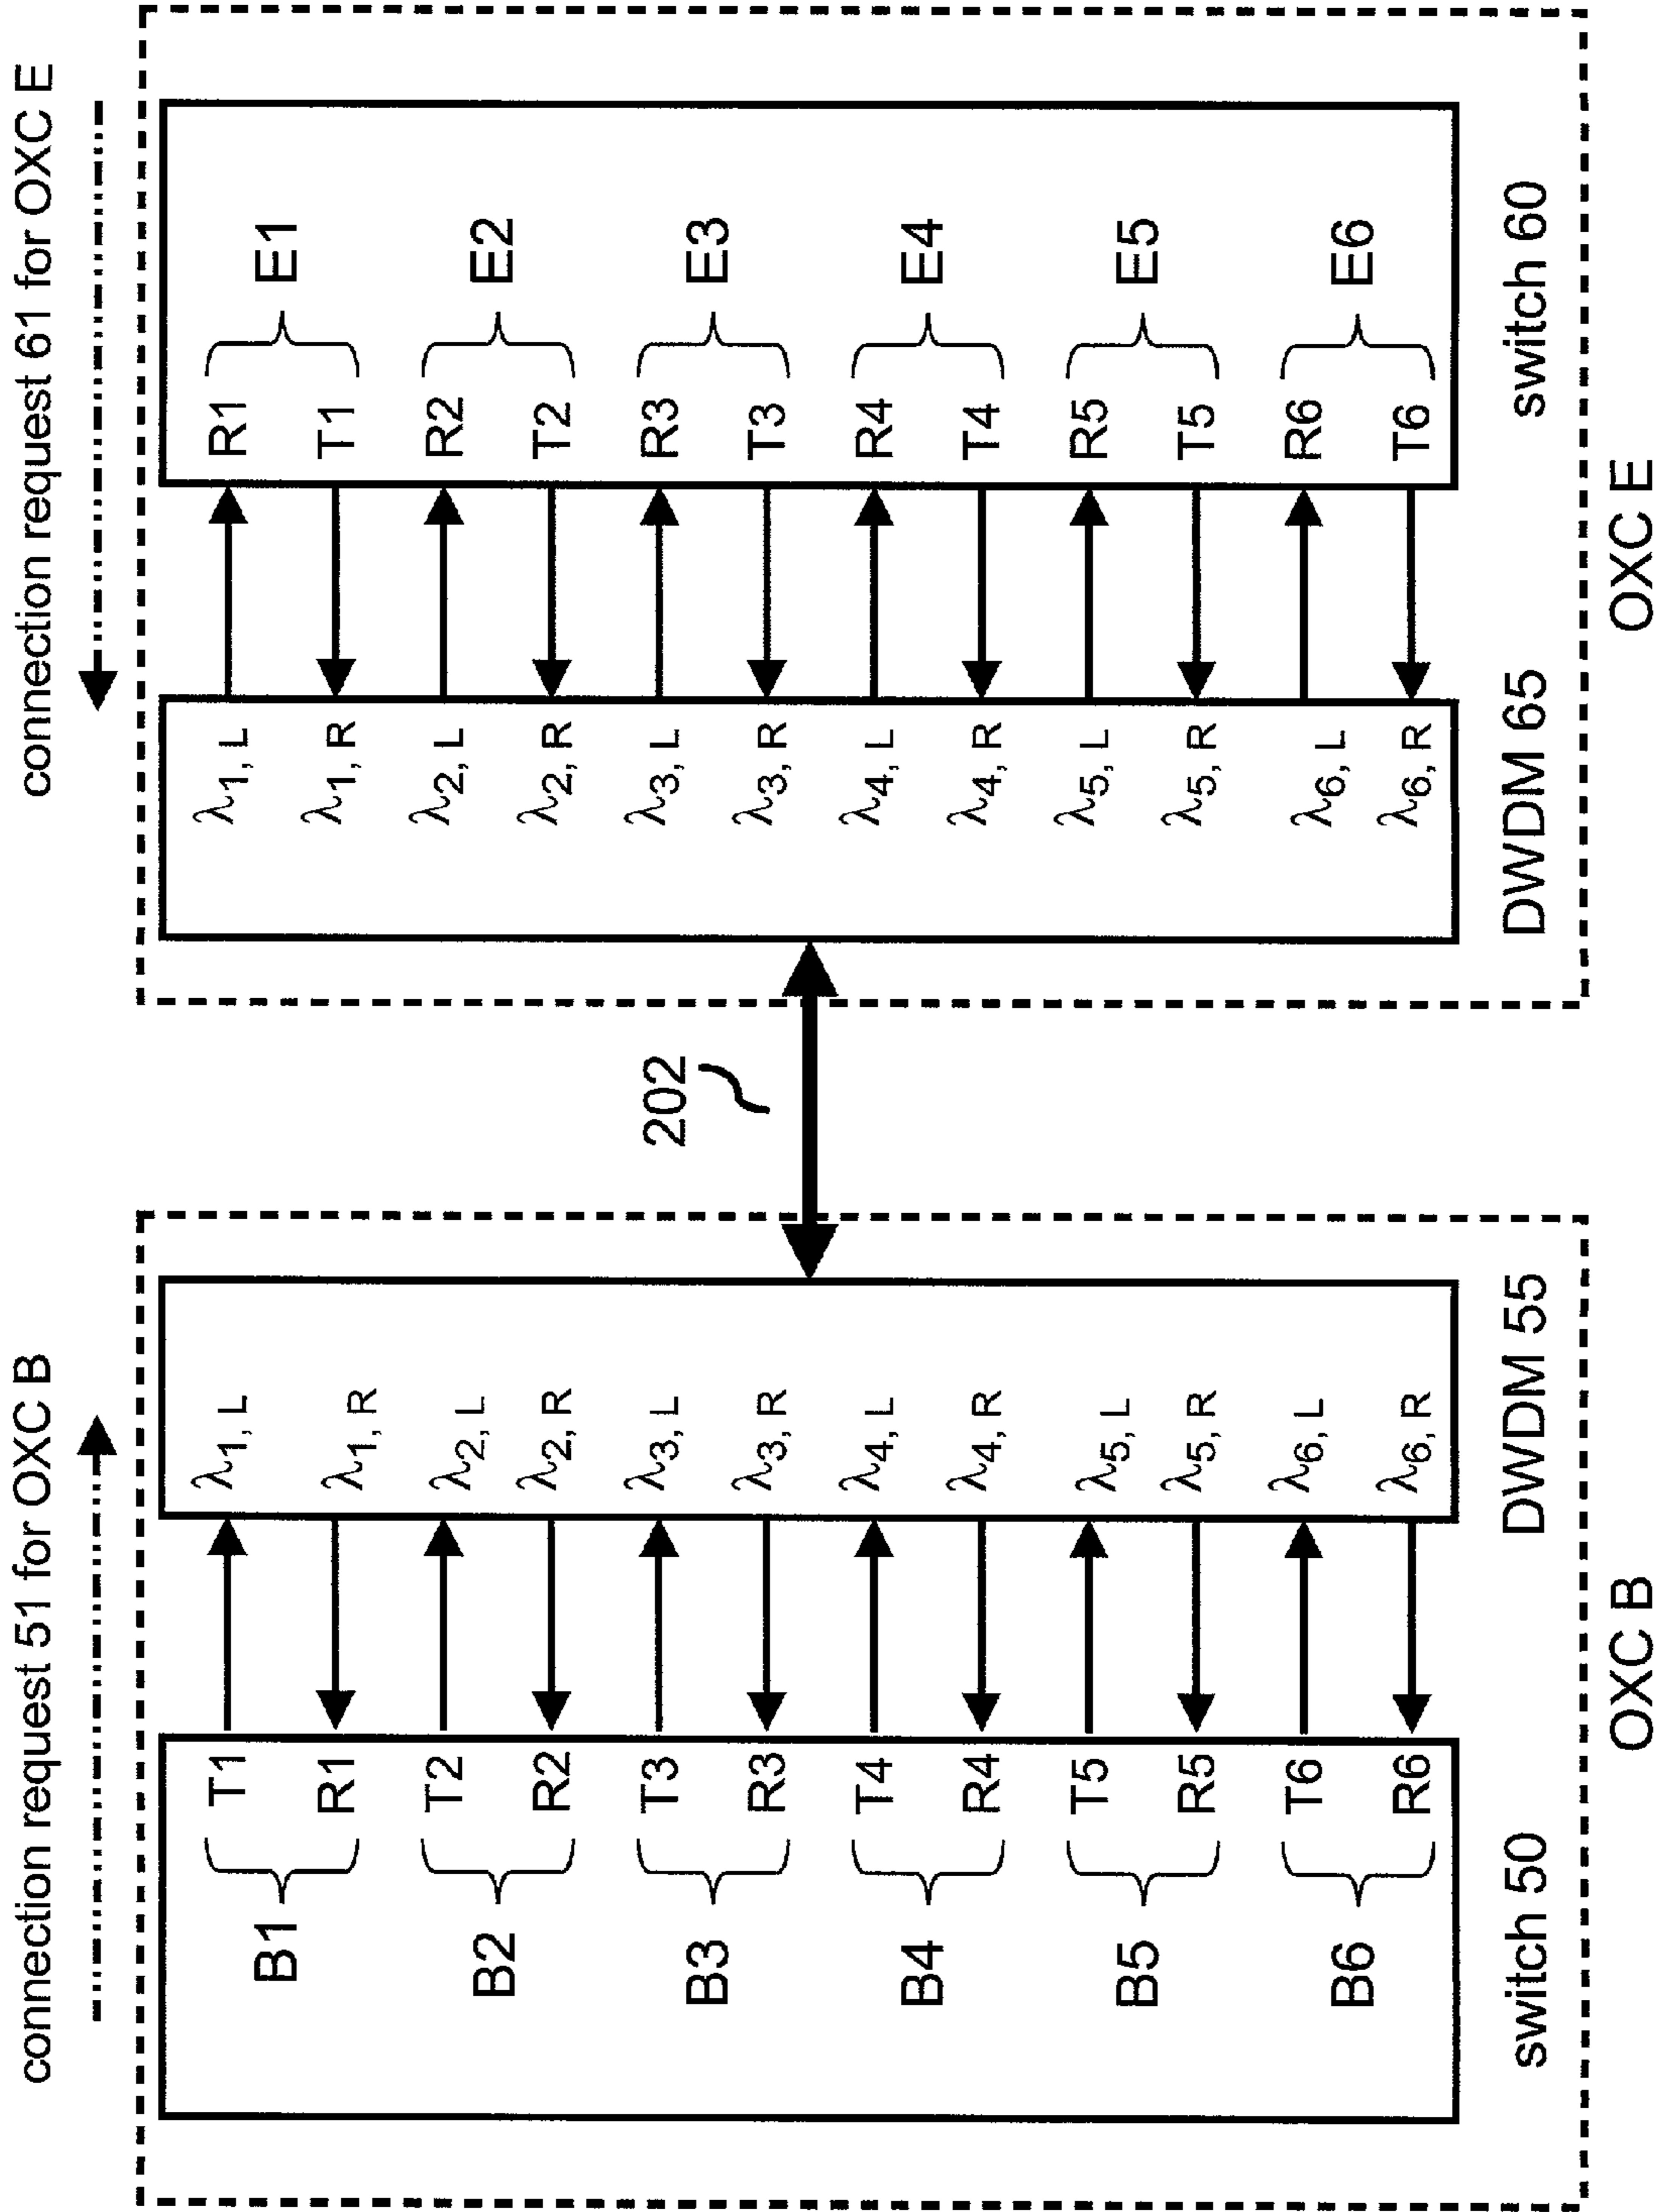 connection request 51 for OXC B
connection request 61 for OXC E
B1
T1
R1
B2
T2
R2
B3
T3
R3
B4
T4
R4
B5
T5
R5
B6
T6
R6
switch 50
λ1, L
λ1, R
λ2, L
λ2, R
λ3, L
λ3, R
λ4, L
λ4, R
λ5, L
λ5, R
λ6, L
λ6, R
DWDM 55
OXC B
202
λ1, L
λ1, R
λ2, L
λ2, R
λ3, L
λ3, R
λ4, L
λ4, R
λ5, L
λ5, R
λ6, L
λ6, R
DWDM 65
R1
T1
E1
R2
T2
E2
R3
T3
E3
R4
T4
E4
R5
T5
E5
R6
T6
E6
switch 60
OXC E